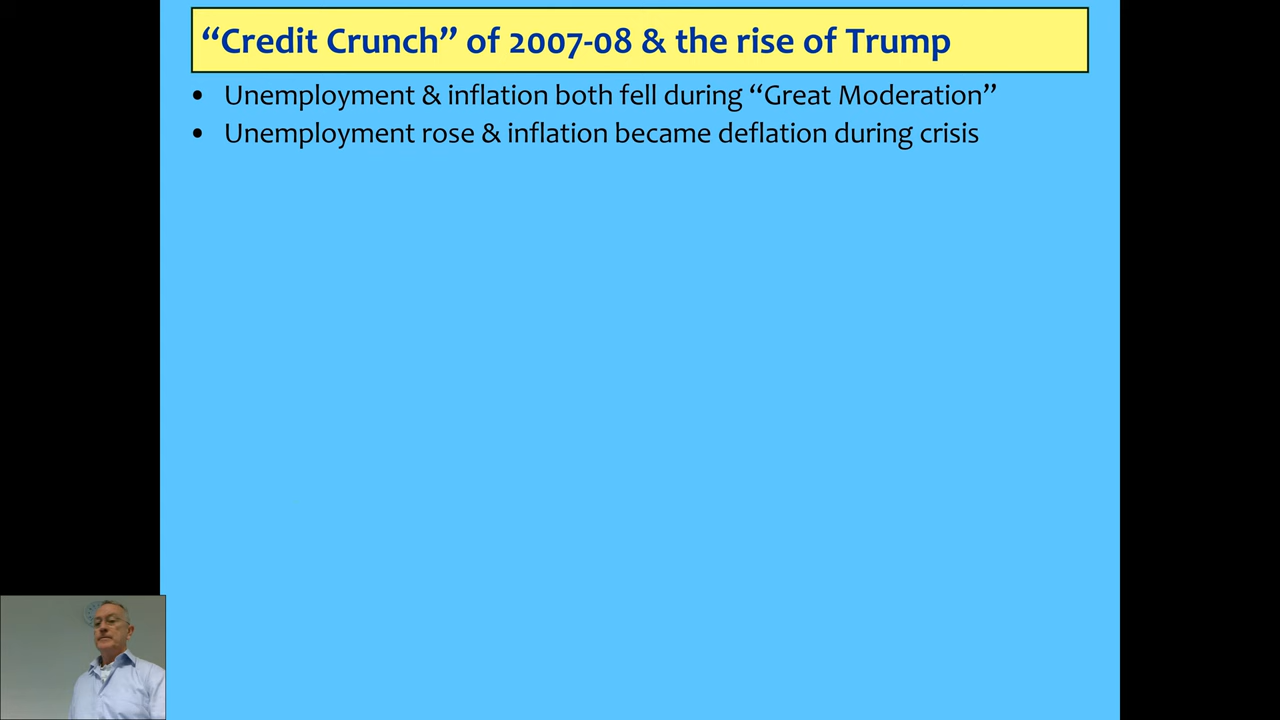 “Credit Crunch” of 2007-08 & the rise of Trump
• Unemployment & inflation both fell during “Great Moderation”
• Unemployment rose & inflation became deflation during crisis